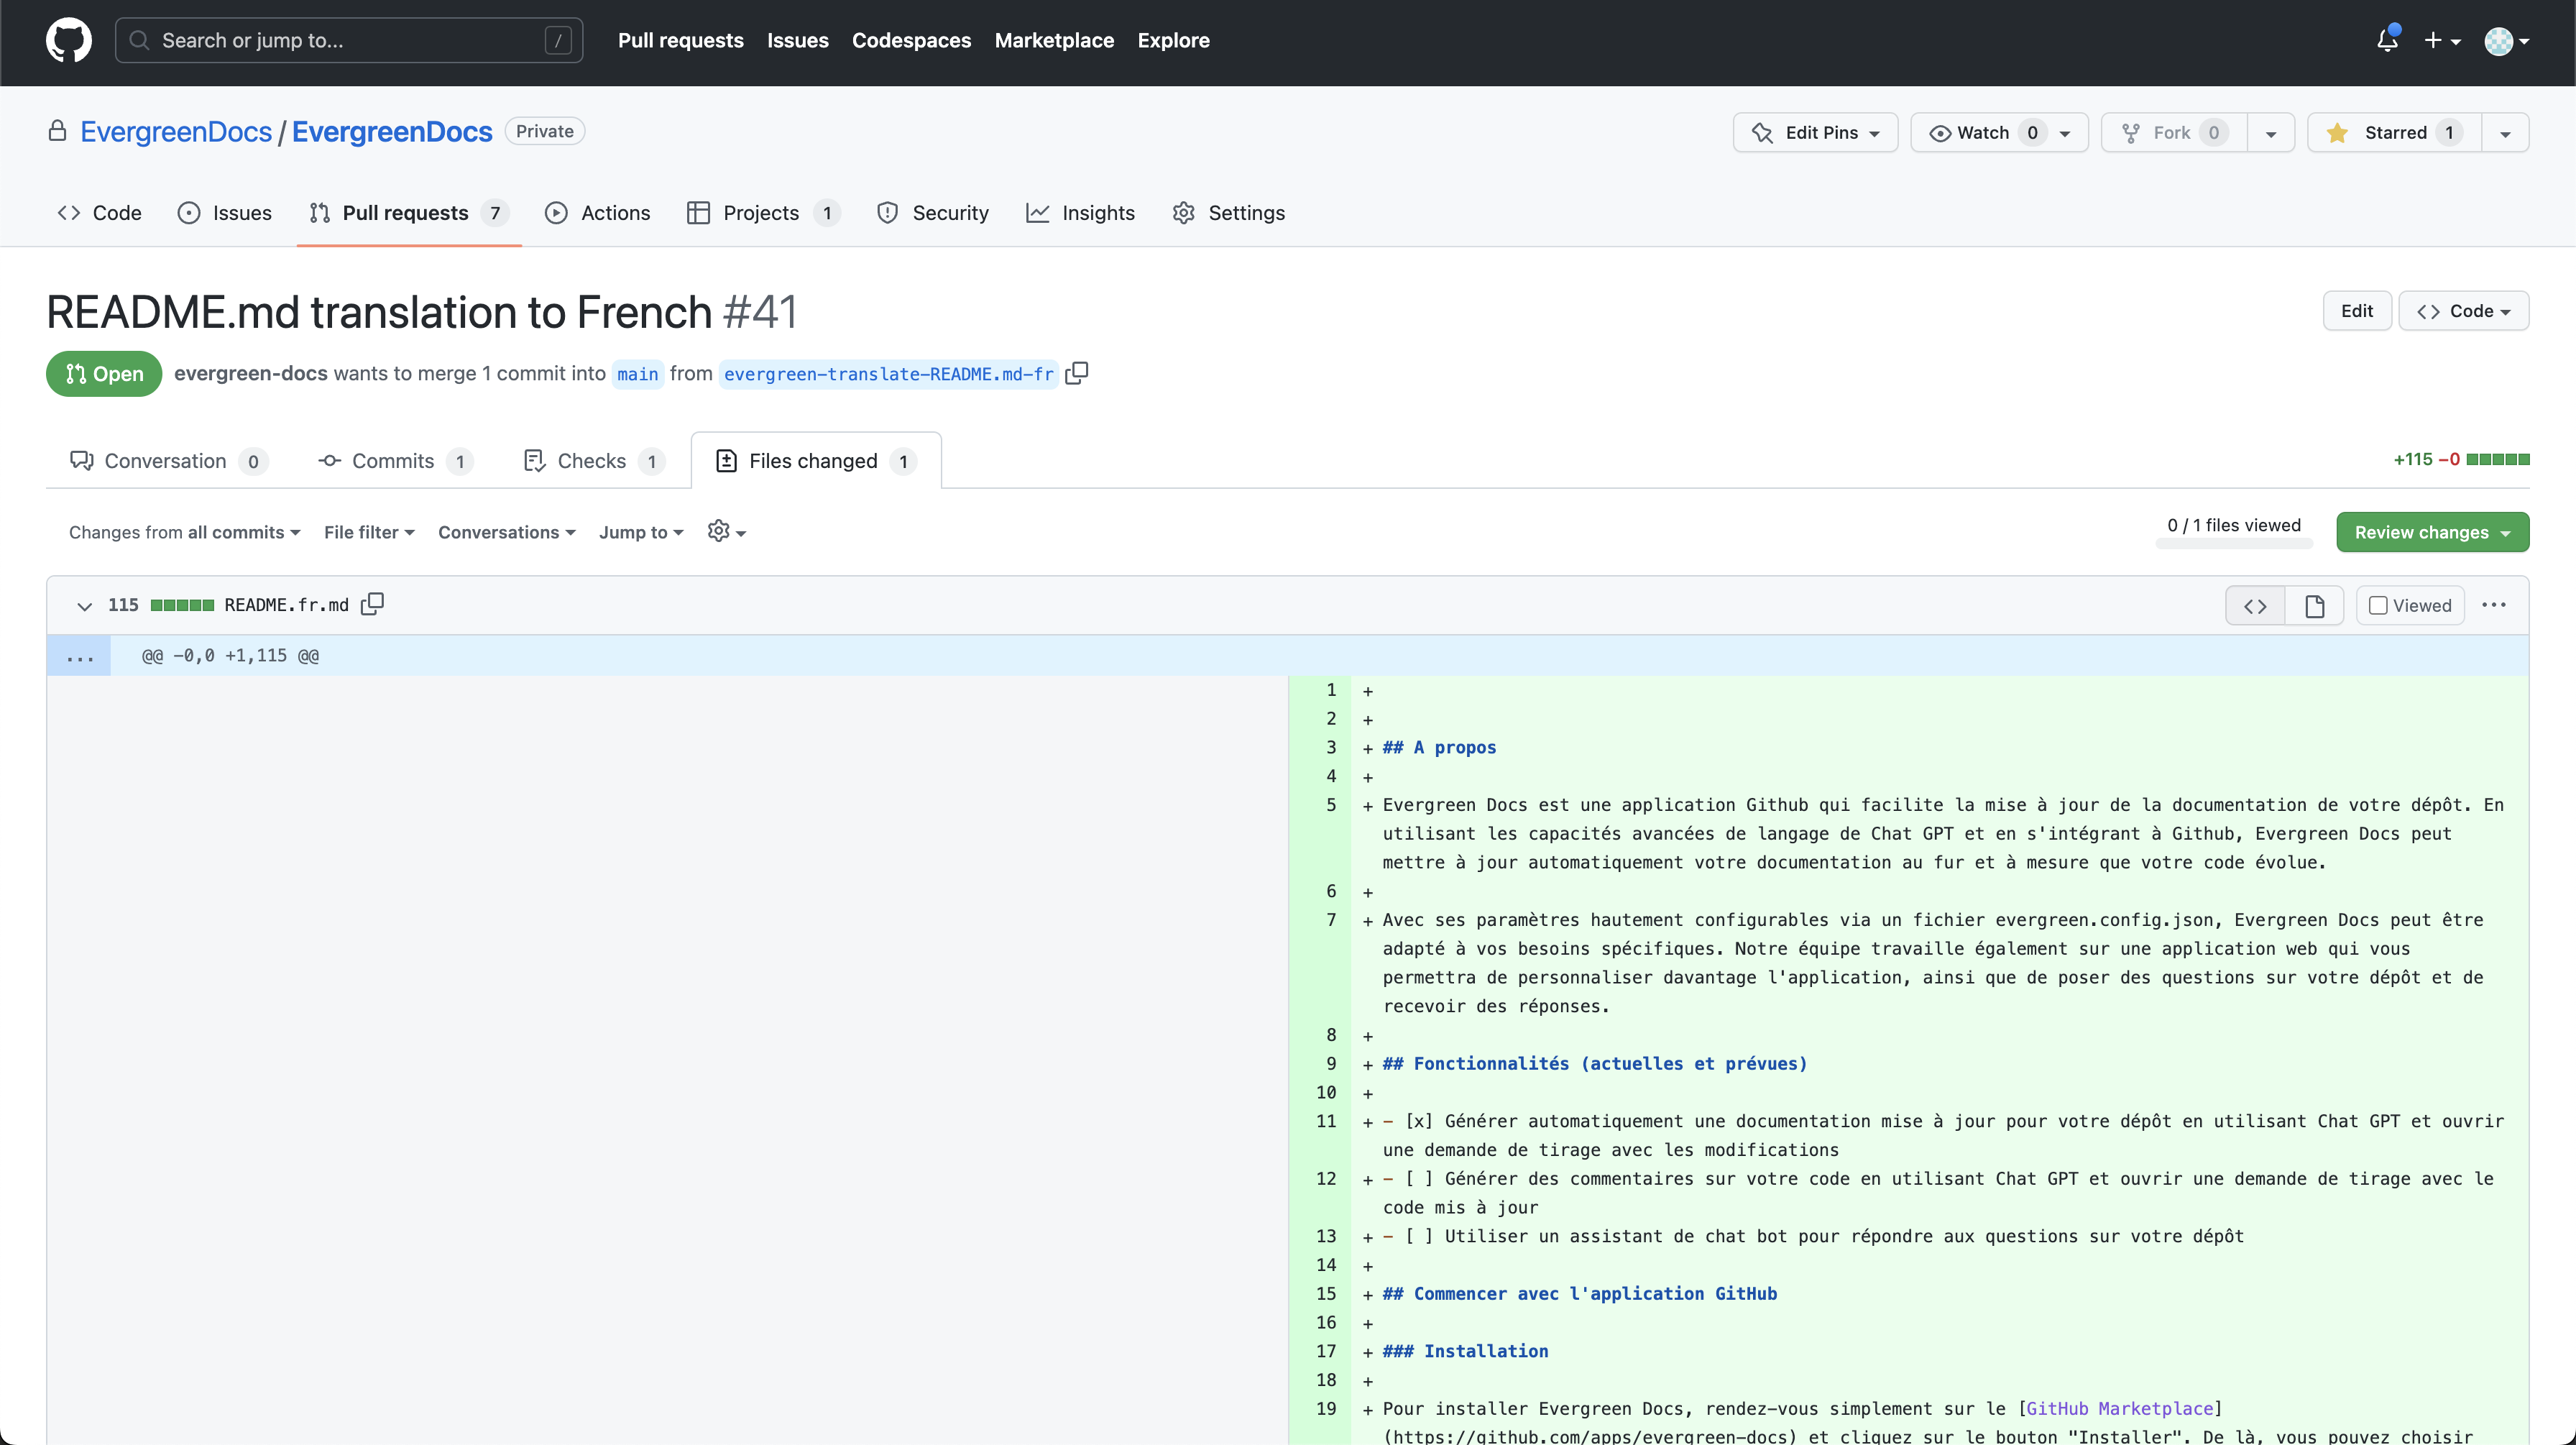 Search or jump to... /
Pull requests Issues Codespaces Marketplace Explore
EvergreenDocs / EvergreenDocs Private
Edit Pins Watch 0 Fork 0 Starred 1
Code Issues Pull requests 7 Actions Projects 1 Security Insights Settings
README.md translation to French #41
Edit Code
Open evergreen-docs wants to merge 1 commit into main from evergreen-translate-README.md-fr
Conversation 0 Commits 1 Checks 1 Files changed 1
+115 −0
Changes from all commits File filter Conversations Jump to
0 / 1 files viewed
Review changes
115 README.fr.md
Viewed
... @@ -0,0 +1,115 @@
1 +
2 +
3 + ## A propos
4 +
5 + Evergreen Docs est une application Github qui facilite la mise à jour de la documentation de votre dépôt. En
utilisant les capacités avancées de langage de Chat GPT et en s'intégrant à Github, Evergreen Docs peut
mettre à jour automatiquement votre documentation au fur et à mesure que votre code évolue.
6 +
7 + Avec ses paramètres hautement configurables via un fichier evergreen.config.json, Evergreen Docs peut être
adapté à vos besoins spécifiques. Notre équipe travaille également sur une application web qui vous
permettra de personnaliser davantage l'application, ainsi que de poser des questions sur votre dépôt et de
recevoir des réponses.
8 +
9 + ## Fonctionnalités (actuelles et prévues)
10 +
11 + - [x] Générer automatiquement une documentation mise à jour pour votre dépôt en utilisant Chat GPT et ouvrir
une demande de tirage avec les modifications
12 + - [ ] Générer des commentaires sur votre code en utilisant Chat GPT et ouvrir une demande de tirage avec le
code mis à jour
13 + - [ ] Utiliser un assistant de chat bot pour répondre aux questions sur votre dépôt
14 +
15 + ## Commencer avec l'application GitHub
16 +
17 + ### Installation
18 +
19 + Pour installer Evergreen Docs, rendez-vous simplement sur le [GitHub Marketplace]
(https://github.com/apps/evergreen-docs) et cliquez sur le bouton "Installer". De là, vous pouvez choisir